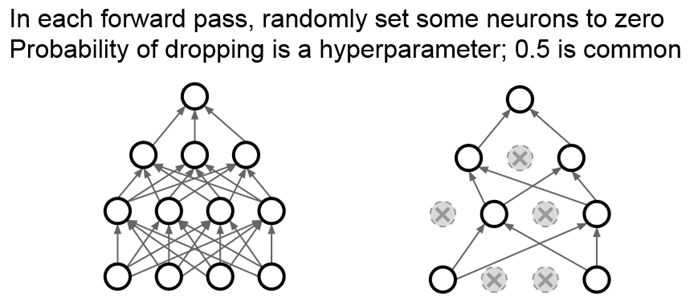 In each forward pass, randomly set some neurons to zero
Probability of dropping is a hyperparameter; 0.5 is common